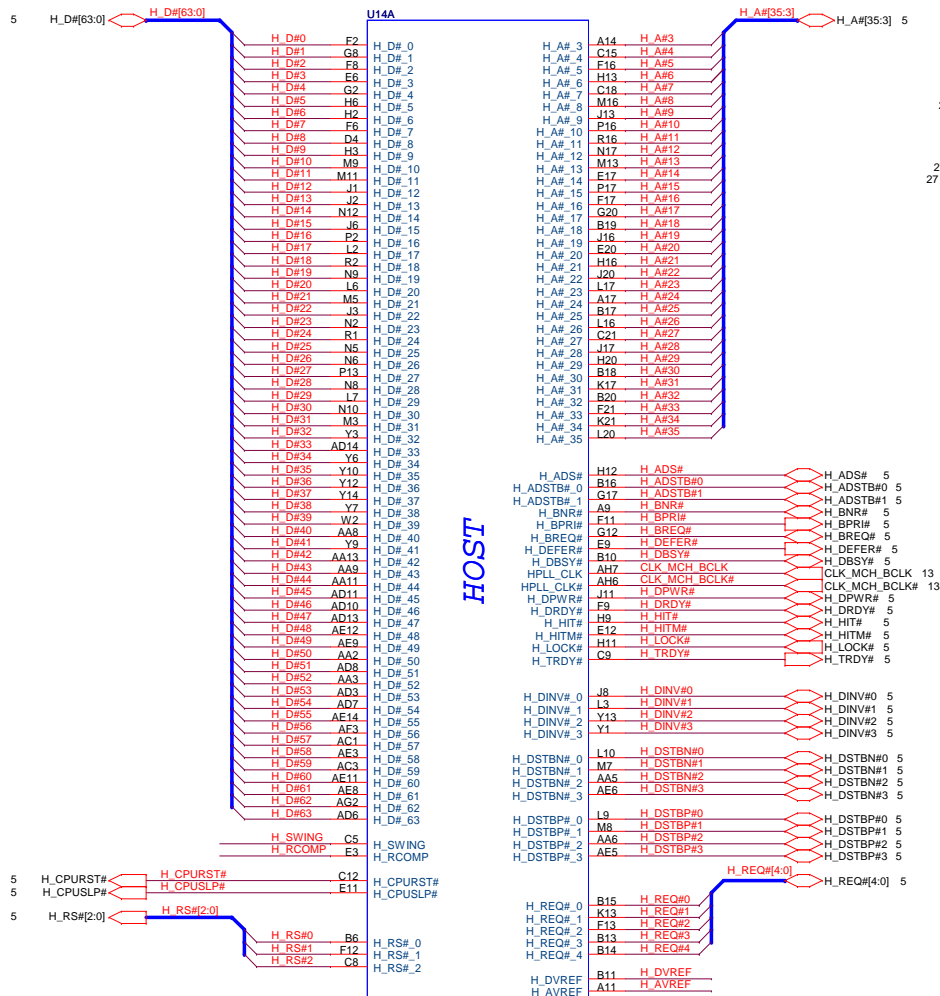 U14A
5 H_D#[63:0] H_D#[63:0]
H_A#[35:3] H_A#[35:3] 5
H_D#0 F2 H_D#_0
H_D#1 G8 H_D#_1
H_D#2 F8 H_D#_2
H_D#3 E6 H_D#_3
H_D#4 G2 H_D#_4
H_D#5 H6 H_D#_5
H_D#6 H2 H_D#_6
H_D#7 F6 H_D#_7
H_D#8 D4 H_D#_8
H_D#9 H3 H_D#_9
H_D#10 M9 H_D#_10
H_D#11 M11 H_D#_11
H_D#12 J1 H_D#_12
H_D#13 J2 H_D#_13
H_D#14 N12 H_D#_14
H_D#15 J6 H_D#_15
H_D#16 P2 H_D#_16
H_D#17 L2 H_D#_17
H_D#18 R2 H_D#_18
H_D#19 N9 H_D#_19
H_D#20 L6 H_D#_20
H_D#21 M5 H_D#_21
H_D#22 J3 H_D#_22
H_D#23 N2 H_D#_23
H_D#24 R1 H_D#_24
H_D#25 N5 H_D#_25
H_D#26 N6 H_D#_26
H_D#27 P13 H_D#_27
H_D#28 N8 H_D#_28
H_D#29 L7 H_D#_29
H_D#30 N10 H_D#_30
H_D#31 M3 H_D#_31
H_D#32 Y3 H_D#_32
H_D#33 AD14 H_D#_33
H_D#34 Y6 H_D#_34
H_D#35 Y10 H_D#_35
H_D#36 Y12 H_D#_36
H_D#37 Y14 H_D#_37
H_D#38 Y7 H_D#_38
H_D#39 W2 H_D#_39
H_D#40 AA8 H_D#_40
H_D#41 Y9 H_D#_41
H_D#42 AA13 H_D#_42
H_D#43 AA9 H_D#_43
H_D#44 AA11 H_D#_44
H_D#45 AD11 H_D#_45
H_D#46 AD10 H_D#_46
H_D#47 AD13 H_D#_47
H_D#48 AE12 H_D#_48
H_D#49 AE9 H_D#_49
H_D#50 AA2 H_D#_50
H_D#51 AD8 H_D#_51
H_D#52 AA3 H_D#_52
H_D#53 AD3 H_D#_53
H_D#54 AD7 H_D#_54
H_D#55 AE14 H_D#_55
H_D#56 AF3 H_D#_56
H_D#57 AC1 H_D#_57
H_D#58 AE3 H_D#_58
H_D#59 AC3 H_D#_59
H_D#60 AE11 H_D#_60
H_D#61 AE8 H_D#_61
H_D#62 AG2 H_D#_62
H_D#63 AD6 H_D#_63
H_SWING C5 H_SWING
H_RCOMP E3 H_RCOMP
5 H_CPURST# H_CPURST# C12 H_CPURST#
5 H_CPUSLP# H_CPUSLP# E11 H_CPUSLP#
5 H_RS#[2:0] H_RS#[2:0]
H_RS#0 B6 H_RS#_0
H_RS#1 F12 H_RS#_1
H_RS#2 C8 H_RS#_2
HOST
H_A#_3 A14 H_A#3
H_A#_4 C15 H_A#4
H_A#_5 F16 H_A#5
H_A#_6 H13 H_A#6
H_A#_7 C18 H_A#7
H_A#_8 M16 H_A#8
H_A#_9 J13 H_A#9
H_A#_10 P16 H_A#10
H_A#_11 R16 H_A#11
H_A#_12 N17 H_A#12
H_A#_13 M13 H_A#13
H_A#_14 E17 H_A#14
H_A#_15 P17 H_A#15
H_A#_16 F17 H_A#16
H_A#_17 G20 H_A#17
H_A#_18 B19 H_A#18
H_A#_19 J16 H_A#19
H_A#_20 E20 H_A#20
H_A#_21 H16 H_A#21
H_A#_22 J20 H_A#22
H_A#_23 L17 H_A#23
H_A#_24 A17 H_A#24
H_A#_25 B17 H_A#25
H_A#_26 L16 H_A#26
H_A#_27 C21 H_A#27
H_A#_28 J17 H_A#28
H_A#_29 H20 H_A#29
H_A#_30 B18 H_A#30
H_A#_31 K17 H_A#31
H_A#_32 B20 H_A#32
H_A#_33 F21 H_A#33
H_A#_34 K21 H_A#34
H_A#_35 L20 H_A#35
H_ADS# H12 H_ADS# H_ADS# 5
H_ADSTB#_0 B16 H_ADSTB#0 H_ADSTB#0 5
H_ADSTB#_1 G17 H_ADSTB#1 H_ADSTB#1 5
H_BNR# A9 H_BNR# H_BNR# 5
H_BPRI# F11 H_BPRI# H_BPRI# 5
H_BREQ# G12 H_BREQ# H_BREQ# 5
H_DEFER# E9 H_DEFER# H_DEFER# 5
H_DBSY# B10 H_DBSY# H_DBSY# 5
HPLL_CLK AH7 CLK_MCH_BCLK CLK_MCH_BCLK 13
HPLL_CLK# AH6 CLK_MCH_BCLK# CLK_MCH_BCLK# 13
H_DPWR# J11 H_DPWR# H_DPWR# 5
H_DRDY# F9 H_DRDY# H_DRDY# 5
H_HIT# H9 H_HIT# H_HIT# 5
H_HITM# E12 H_HITM# H_HITM# 5
H_LOCK# H11 H_LOCK# H_LOCK# 5
H_TRDY# C9 H_TRDY# H_TRDY# 5
H_DINV#_0 J8 H_DINV#0 H_DINV#0 5
H_DINV#_1 L3 H_DINV#1 H_DINV#1 5
H_DINV#_2 Y13 H_DINV#2 H_DINV#2 5
H_DINV#_3 Y1 H_DINV#3 H_DINV#3 5
H_DSTBN#_0 L10 H_DSTBN#0 H_DSTBN#0 5
H_DSTBN#_1 M7 H_DSTBN#1 H_DSTBN#1 5
H_DSTBN#_2 AA5 H_DSTBN#2 H_DSTBN#2 5
H_DSTBN#_3 AE6 H_DSTBN#3 H_DSTBN#3 5
H_DSTBP#_0 L9 H_DSTBP#0 H_DSTBP#0 5
H_DSTBP#_1 M8 H_DSTBP#1 H_DSTBP#1 5
H_DSTBP#_2 AA6 H_DSTBP#2 H_DSTBP#2 5
H_DSTBP#_3 AE5 H_DSTBP#3 H_DSTBP#3 5
H_REQ#[4:0] H_REQ#[4:0] 5
H_REQ#_0 B15 H_REQ#0
H_REQ#_1 K13 H_REQ#1
H_REQ#_2 F13 H_REQ#2
H_REQ#_3 B13 H_REQ#3
H_REQ#_4 B14 H_REQ#4
H_DVREF B11 H_DVREF
H_AVREF A11 H_AVREF
2
27